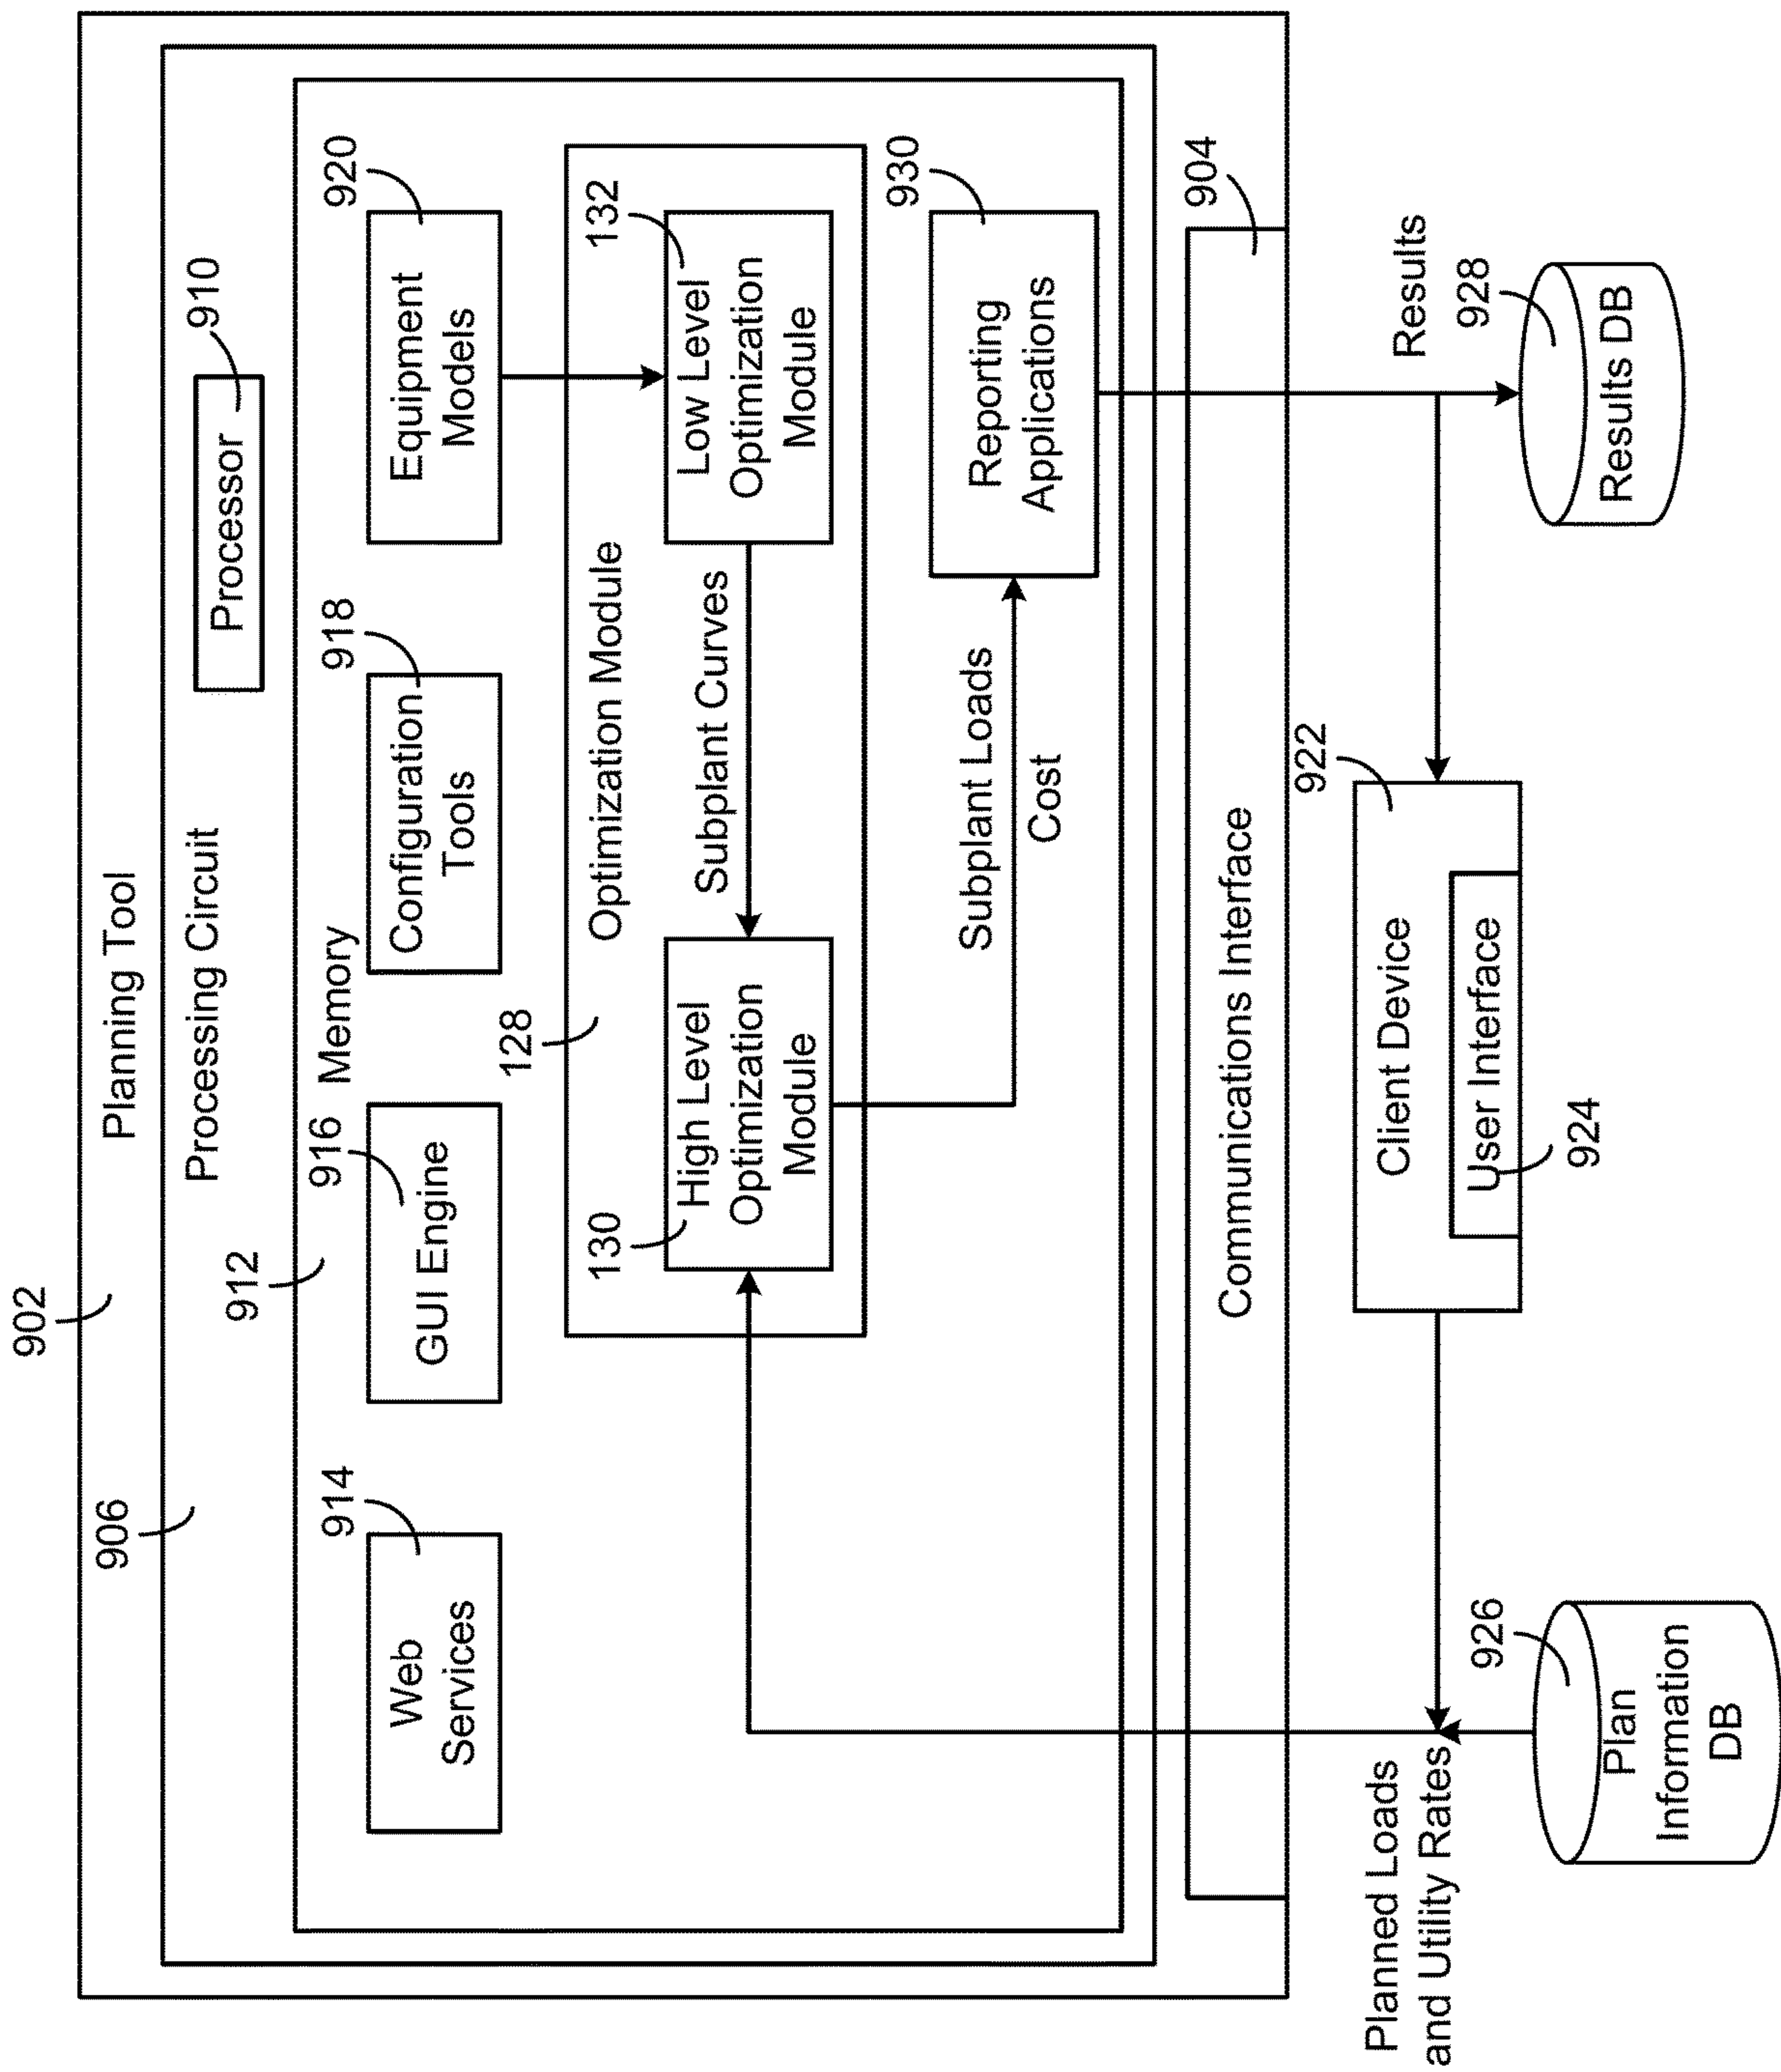 902
Planning Tool
906
Processing Circuit
Processor
910
912
Memory
914
Web
Services
916
GUI Engine
918
Configuration
Tools
920
Equipment
Models
128
Optimization Module
130
High Level
Optimization
Module
Subplant Curves
132
Low Level
Optimization
Module
Subplant Loads
Cost
930
Reporting
Applications
904
Communications Interface
Planned Loads
and Utility Rates
922
Client Device
User Interface
924
Results
926
Plan
Information
DB
928
Results DB